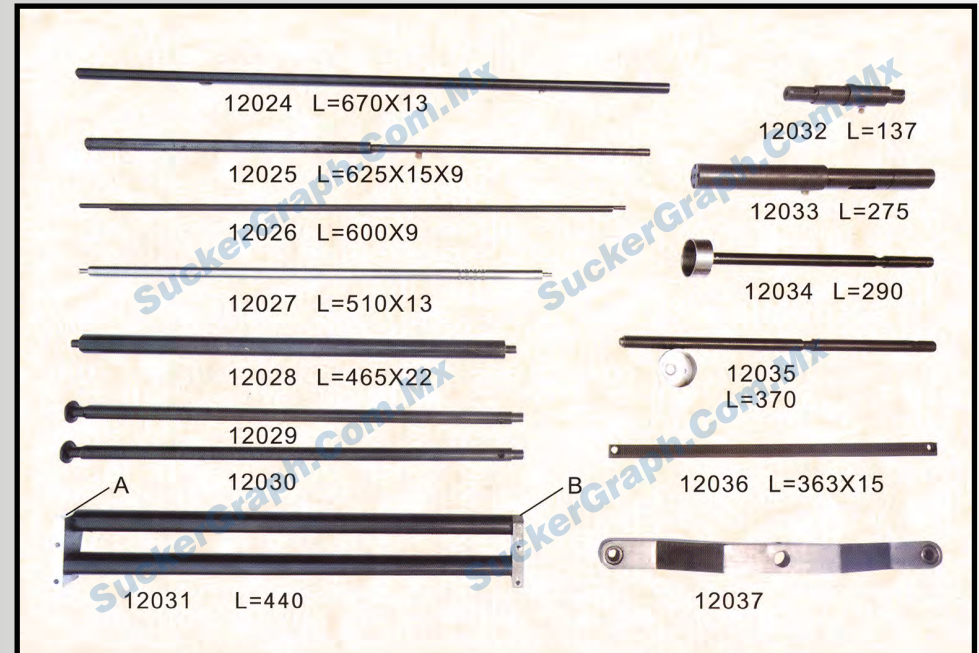 12024 L=670X13
12025 L=625X15X9
12026 L=600X9
12027 L=510X13
12028 L=465X22
12029
12030
A
B
12031 L=440
12032 L=137
12033 L=275
12034 L=290
12035
L=370
12036 L=363X15
12037
SuckerGraph.Com.Mx
SuckerGraph.Com.Mx
SuckerGraph.Com.Mx
SuckerGraph.Com.Mx